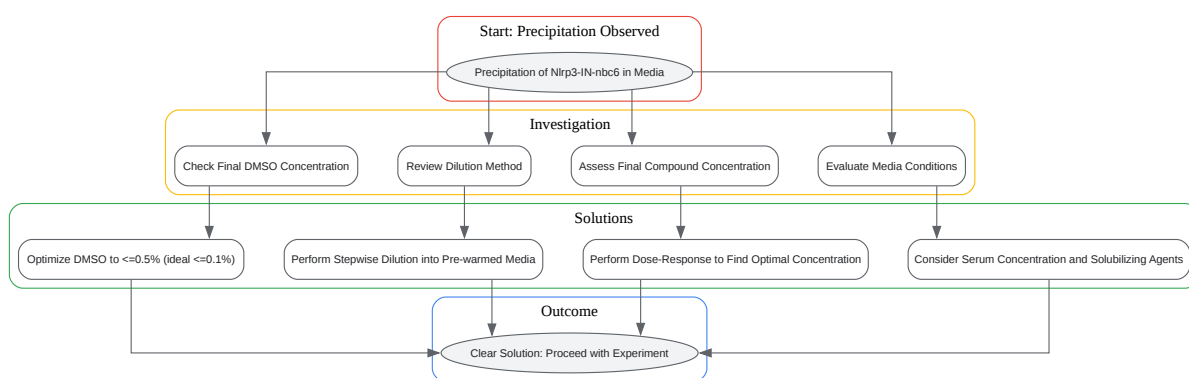 Start: Precipitation Observed
Precipitation of Nlrp3-IN-nbc6 in Media
Investigation
Check Final DMSO Concentration
Review Dilution Method
Assess Final Compound Concentration
Evaluate Media Conditions
Solutions
Optimize DMSO to <=0.5% (ideal <=0.1%)
Perform Stepwise Dilution into Pre-warmed Media
Perform Dose-Response to Find Optimal Concentration
Consider Serum Concentration and Solubilizing Agents
Outcome
Clear Solution: Proceed with Experiment